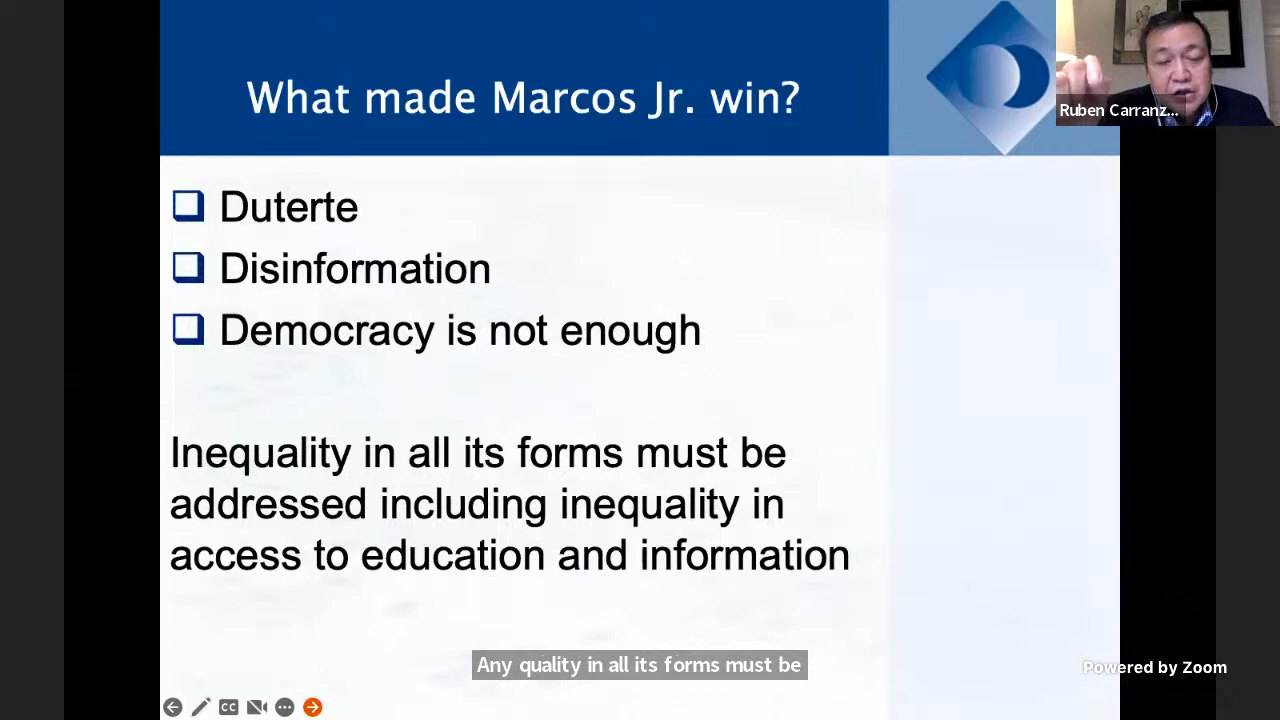 What made Marcos Jr. win?
Ruben Carranz...
Duterte
Disinformation
Democracy is not enough
Inequality in all its forms must be
addressed including inequality in
access to education and information
Any quality in all its forms must be
Powered by Zoom
CC